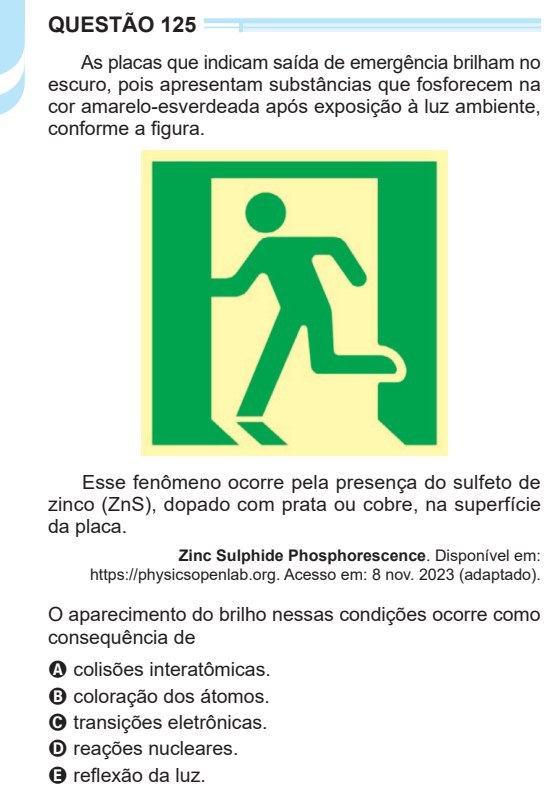 QUESTÃO 125
As placas que indicam saída de emergência brilham no
escuro, pois apresentam substâncias que fosforecem na
cor amarelo-esverdeada após exposição à luz ambiente,
conforme a figura.
Esse fenômeno ocorre pela presença do sulfeto de
zinco (ZnS), dopado com prata ou cobre, na superfície
da placa.
Zinc Sulphide Phosphorescence. Disponível em:
https://physicsopenlab.org. Acesso em: 8 nov. 2023 (adaptado).
O aparecimento do brilho nessas condições ocorre como
consequência de
A colisões interatômicas.
B coloração dos átomos.
C transições eletrônicas.
D reações nucleares.
E reflexão da luz.